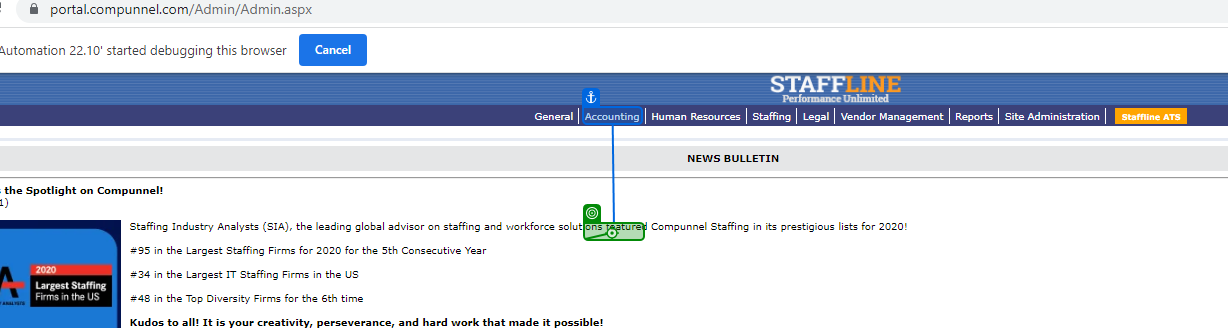 portal.compunnel.com/Admin/Admin.aspx
Automation 22.10' started debugging this browser Cancel
STAFFLINE
Performance Unlimited
General Accounting Human Resources Staffing Legal Vendor Management Reports Site Administration Staffline ATS
NEWS BULLETIN
the Spotlight on Compunnel!
1)
Staffing Industry Analysts (SIA), the leading global advisor on staffing and workforce solutions featured Compunnel Staffing in its prestigious lists for 2020!
#95 in the Largest Staffing Firms for 2020 for the 5th Consecutive Year
#34 in the Largest IT Staffing Firms in the US
#48 in the Top Diversity Firms for the 6th time
2020
Largest Staffing
Firms in the US
Kudos to all! It is your creativity, perseverance, and hard work that made it possible!